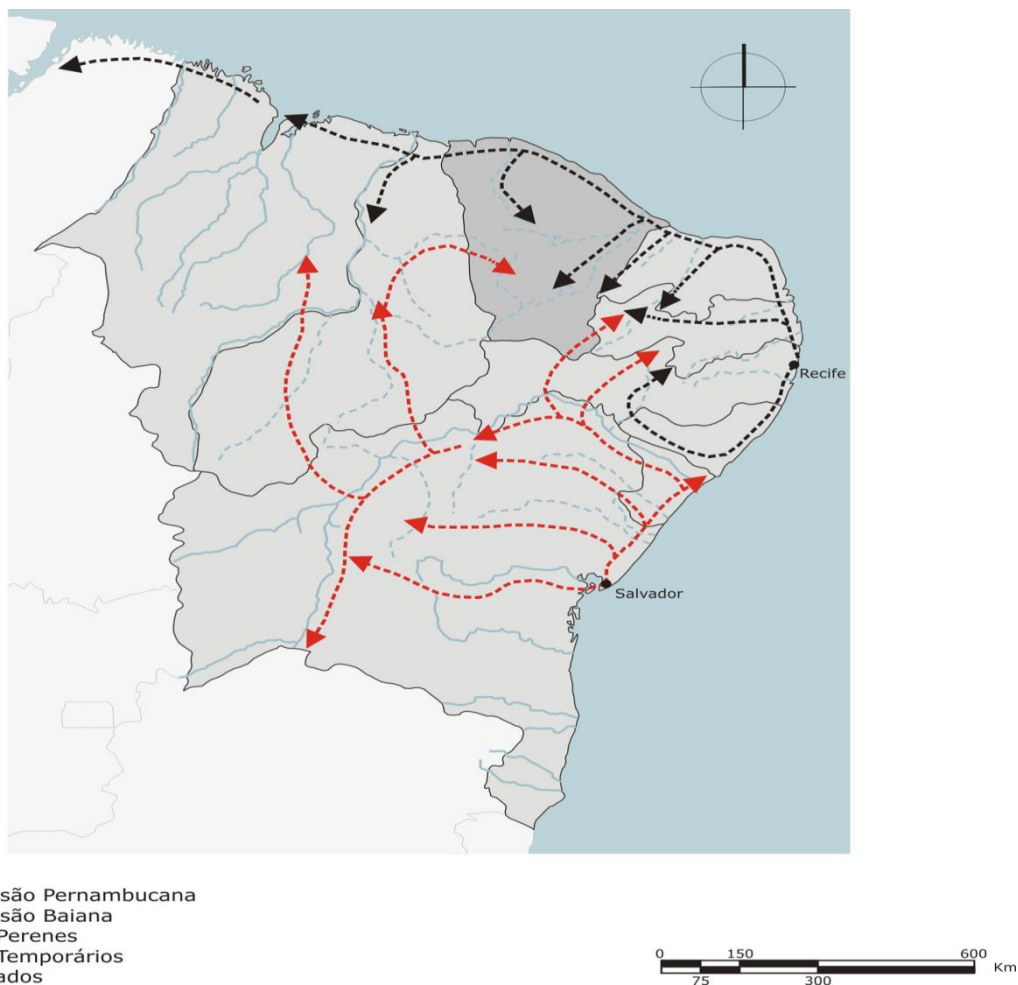 Recife
Salvador
são Pernambucana
são Baiana
Perenes
Temporários
ados
0 150 600
Km
75 300